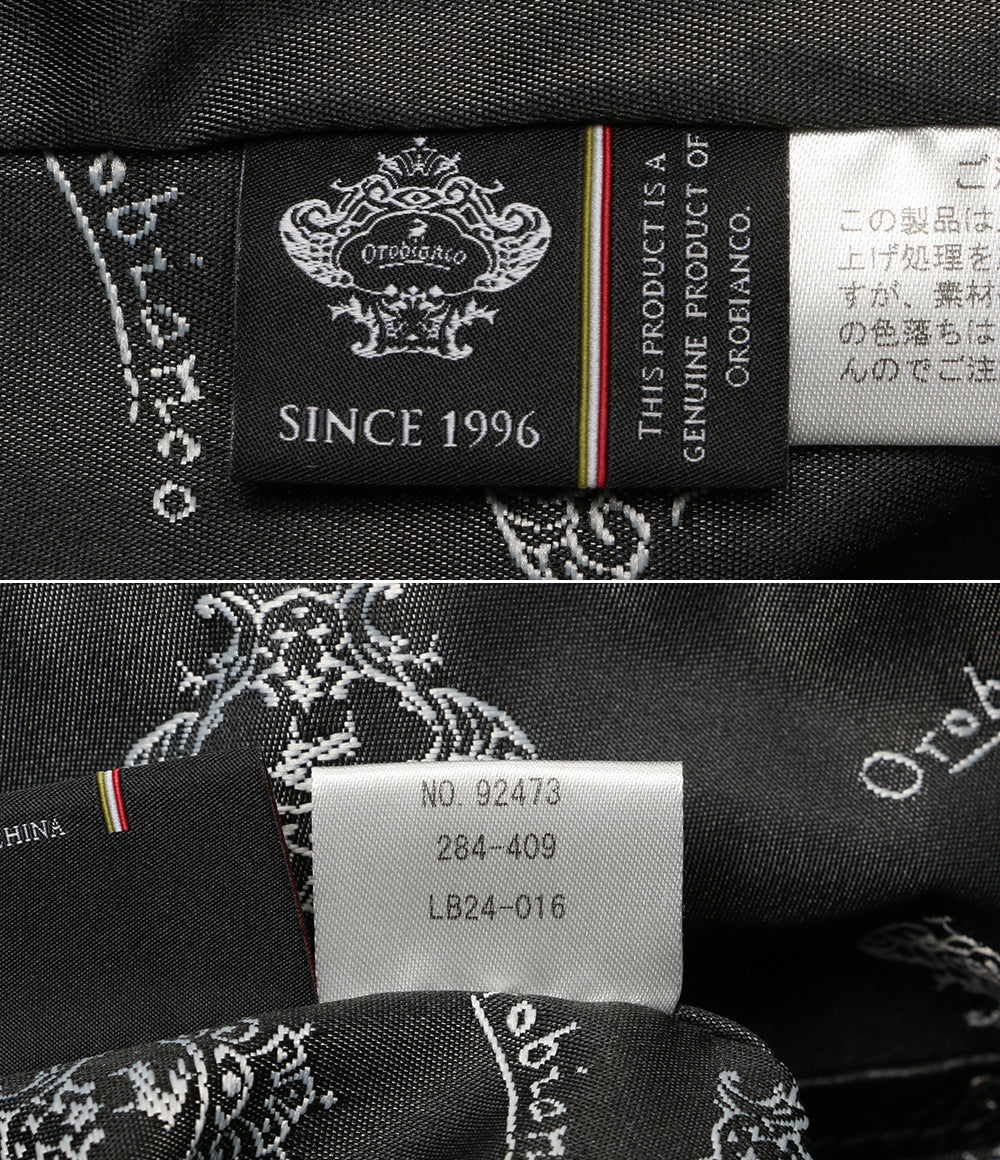 Orobianco
SINCE 1996
THIS PRODUCT IS A
GENUINE PRODUCT OF
OROBIANCO.
obianco
この製品は
上げ処理を
すが、素材
の色落ちは
んのでご注
CHINA
NO. 92473
284-409
LB24-016
Orob
obian